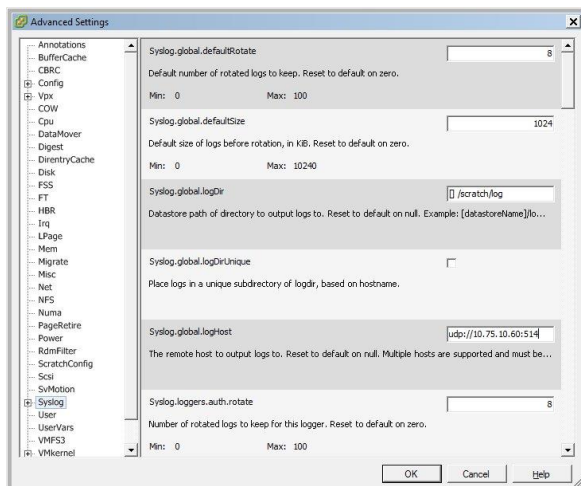 Advanced Settings
Annotations
BufferCache
CBRC
Config
Vpx
COW
Cpu
DataMover
Digest
DirentryCache
Disk
FSS
FT
HBR
Irq
LPage
Mem
Migrate
Misc
Net
NFS
Numa
PageRetire
Power
RdmFilter
ScratchConfig
Scsi
SvMotion
Syslog
User
UserVars
VMFS3
VMkernel
Syslog.global.defaultRotate 8
Default number of rotated logs to keep. Reset to default on zero.
Min: 0 Max: 100
Syslog.global.defaultSize 1024
Default size of logs before rotation, in KiB. Reset to default on zero.
Min: 0 Max: 10240
Syslog.global.logDir [] /scratch/log
Datastore path of directory to output logs to. Reset to default on null. Example: [datastoreName]/lo...
Syslog.global.logDirUnique
Place logs in a unique subdirectory of logdir, based on hostname.
Syslog.global.logHost udp://10.75.10.60:514
The remote host to output logs to. Reset to default on null. Multiple hosts are supported and must be...
Syslog.loggers.auth.rotate 8
Number of rotated logs to keep for this logger. Reset to default on zero.
Min: 0 Max: 100
OK Cancel Help